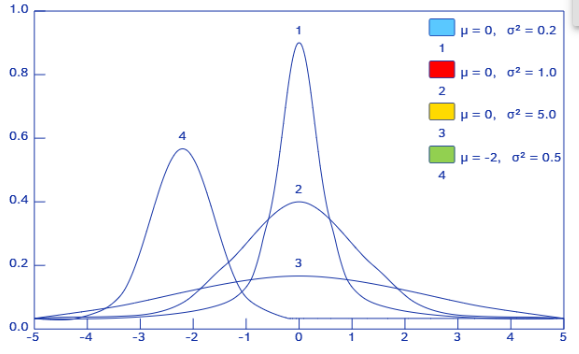 1.0
0.8
0.6
0.4
0.2
0.0
-5 -4 -3 -2 -1 0 1 2 3 4 5
1
2
3
4
μ = 0, σ² = 0.2
1
μ = 0, σ² = 1.0
2
μ = 0, σ² = 5.0
3
μ = -2, σ² = 0.5
4